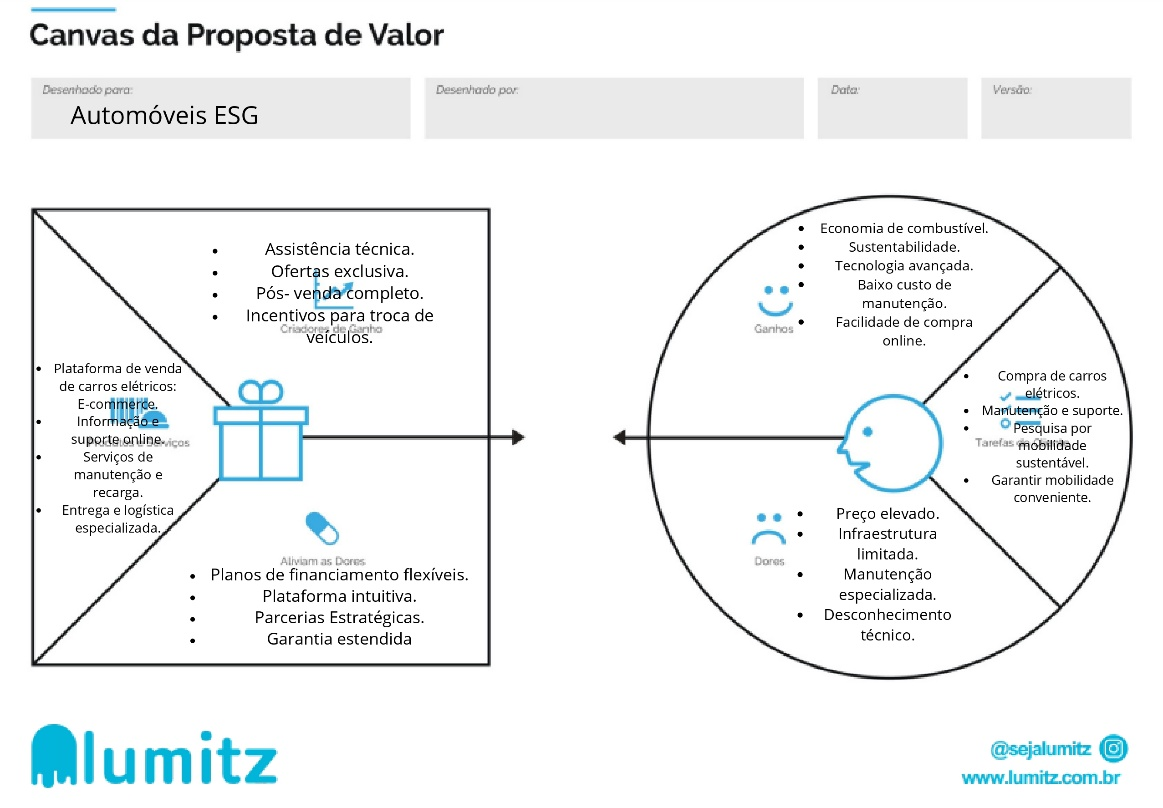 Canvas da Proposta de Valor
Desenhado para:
Automóveis ESG
Desenhado por:
Data:
Versão:
• Assistência técnica.
• Ofertas exclusiva.
• Pós- venda completo.
• Incentivos para troca de
veículos.
Criadores de Ganho
• Plataforma de venda
de carros elétricos:
E-commerce.
• Informação e
suporte online.
Produtos e Serviços
• Serviços de
manutenção e
recarga.
• Entrega e logística
especializada.
Aliviam as Dores
• Planos de financiamento flexíveis.
• Plataforma intuitiva.
• Parcerias Estratégicas.
• Garantia estendida
• Economia de combustível.
• Sustentabilidade.
• Tecnologia avançada.
• Baixo custo de
manutenção.
• Facilidade de compra
online.
Ganhos
• Compra de carros
elétricos.
• Manutenção e suporte.
• Pesquisa por
mobilidade
sustentável.
• Garantir mobilidade
conveniente.
Tarefas do Cliente
• Preço elevado.
• Infraestrutura
limitada.
• Manutenção
especializada.
• Desconhecimento
técnico.
Dores
lumitz
@sejalumitz
www.lumitz.com.br